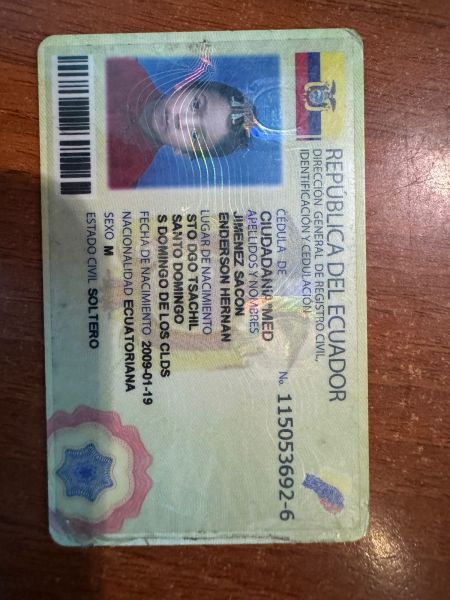 REPÚBLICA DEL ECUADOR
DIRECCIÓN GENERAL DE REGISTRO CIVIL,
IDENTIFICACIÓN Y CEDULACIÓN
CÉDULA DE No. 115053692-6
CIUDADANÍA MED
APELLIDOS Y NOMBRES
JIMENEZ SACON
ENDERSON HERNAN
LUGAR DE NACIMIENTO
STO DGO TSACHIL
SANTO DOMINGO
S DOMINGO DE LOS CLDS
FECHA DE NACIMIENTO 2009-01-19
NACIONALIDAD ECUATORIANA
SEXO M
ESTADO CIVIL SOLTERO